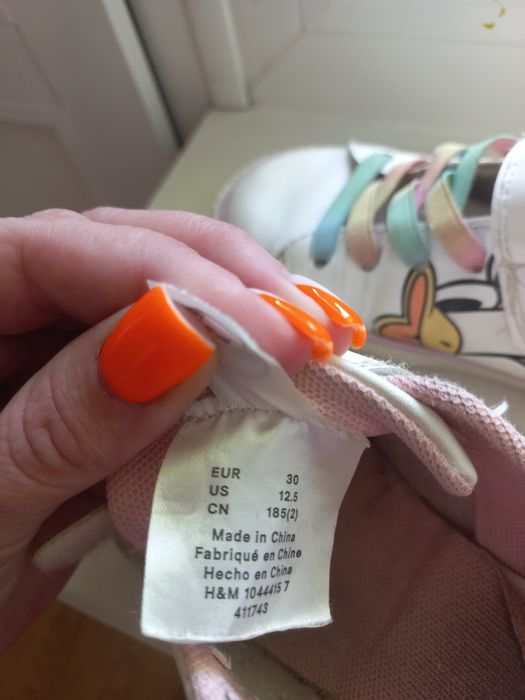 EUR 30
US 12.5
CN 185(2)
Made in China
Fabriqué en Chine
Hecho en China
H&M 1044415 7
411743